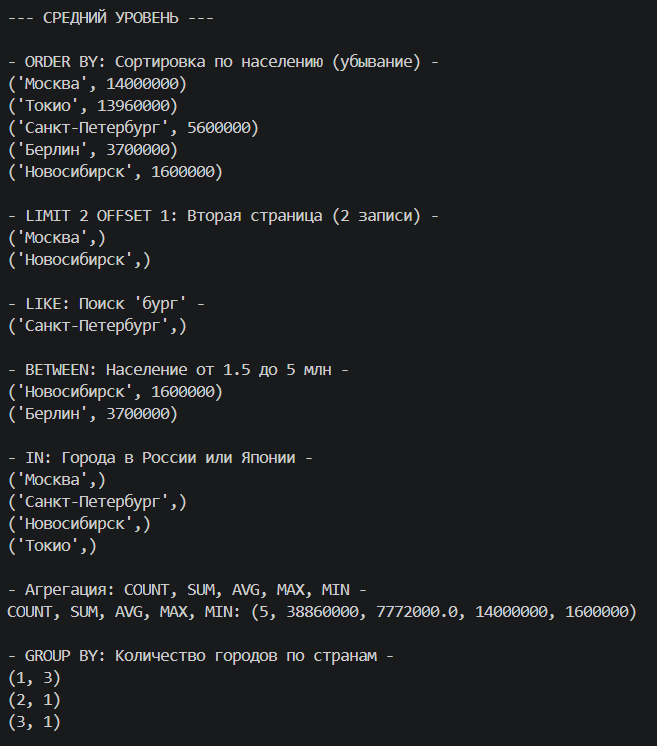 --- СРЕДНИЙ УРОВЕНЬ ---
- ORDER BY: Сортировка по населению (убывание) -
('Москва', 14000000)
('Токио', 13960000)
('Санкт-Петербург', 5600000)
('Берлин', 3700000)
('Новосибирск', 1600000)
- LIMIT 2 OFFSET 1: Вторая страница (2 записи) -
('Москва',)
('Новосибирск',)
- LIKE: Поиск 'бург' -
('Санкт-Петербург',)
- BETWEEN: Население от 1.5 до 5 млн -
('Новосибирск', 1600000)
('Берлин', 3700000)
- IN: Города в России или Японии -
('Москва',)
('Санкт-Петербург',)
('Новосибирск',)
('Токио',)
- Агрегация: COUNT, SUM, AVG, MAX, MIN -
COUNT, SUM, AVG, MAX, MIN: (5, 38860000, 7772000.0, 14000000, 1600000)
- GROUP BY: Количество городов по странам -
(1, 3)
(2, 1)
(3, 1)